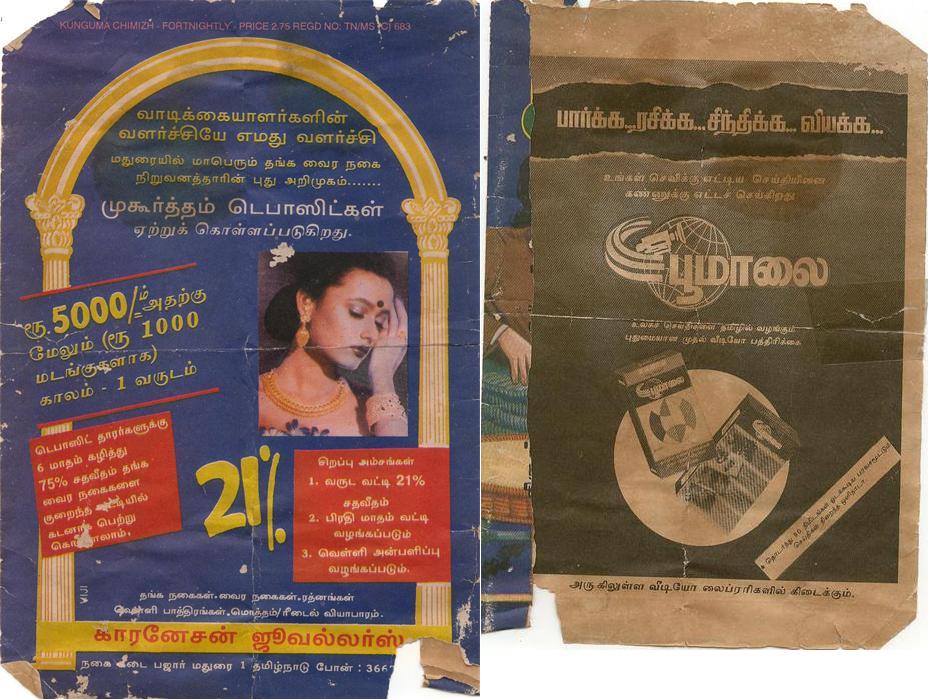 KUNGUMA CHIMIZH - FORTNIGHTLY - PRICE 2.75 REGD NO: TN/MS (C) 683
வாடிக்கையாளர்களின்
வளர்ச்சியே எமது வளர்ச்சி
மதுரையில் மாபெரும் தங்க வைர நகை
நிறுவனத்தாரின் புது அறிமுகம்.......
முகூர்த்தம் டெபாஸிட்கள்
ஏற்றுக் கொள்ளப்படுகிறது.
ரூ. 5000/- ம் அதற்கு
மேலும் (ரூ 1000
மடங்குகளாக)
காலம் - 1 வருடம்
டெபாஸிட் தாரர்களுக்கு
6 மாதம் கழித்து
75% சதவீதம் தங்க
வைர நகைகளை
குறைந்த வட்டியில்
கடனாக பெற்று
கொள்ளலாம்.
21%
சிறப்பு அம்சங்கள்
1. வருட வட்டி 21%
சதவீதம்
2. பிரதி மாதம் வட்டி
வழங்கப்படும்
3. வெள்ளி அன்பளிப்பு
வழங்கப்படும்.
VIJI
தங்க நகைகள்.வைர நகைகள்.ரத்னங்கள்
வெள்ளி பாத்திரங்கள்.மொத்தம்/ரீடைல் வியாபாரம்.
காரனேசன் ஜூவல்லர்ஸ்
நகை கடை பஜார் மதுரை 1 தமிழ்நாடு போன் : 366
பார்க்க...ரசிக்க...சிந்திக்க... வியக்க...
உங்கள் செவிக்கு எட்டிய செய்தியினை
கண்ணுக்கு எட்டச் செய்கிறது
பூமாலை
உலகச் செய்திகளை தமிழில் வழங்கும்
புதுமையான முதல் வீடியோ பத்திரிக்கை
பூமாலை
அருகிலுள்ள வீடியோ லைப்ரரிகளில் கிடைக்கும்.